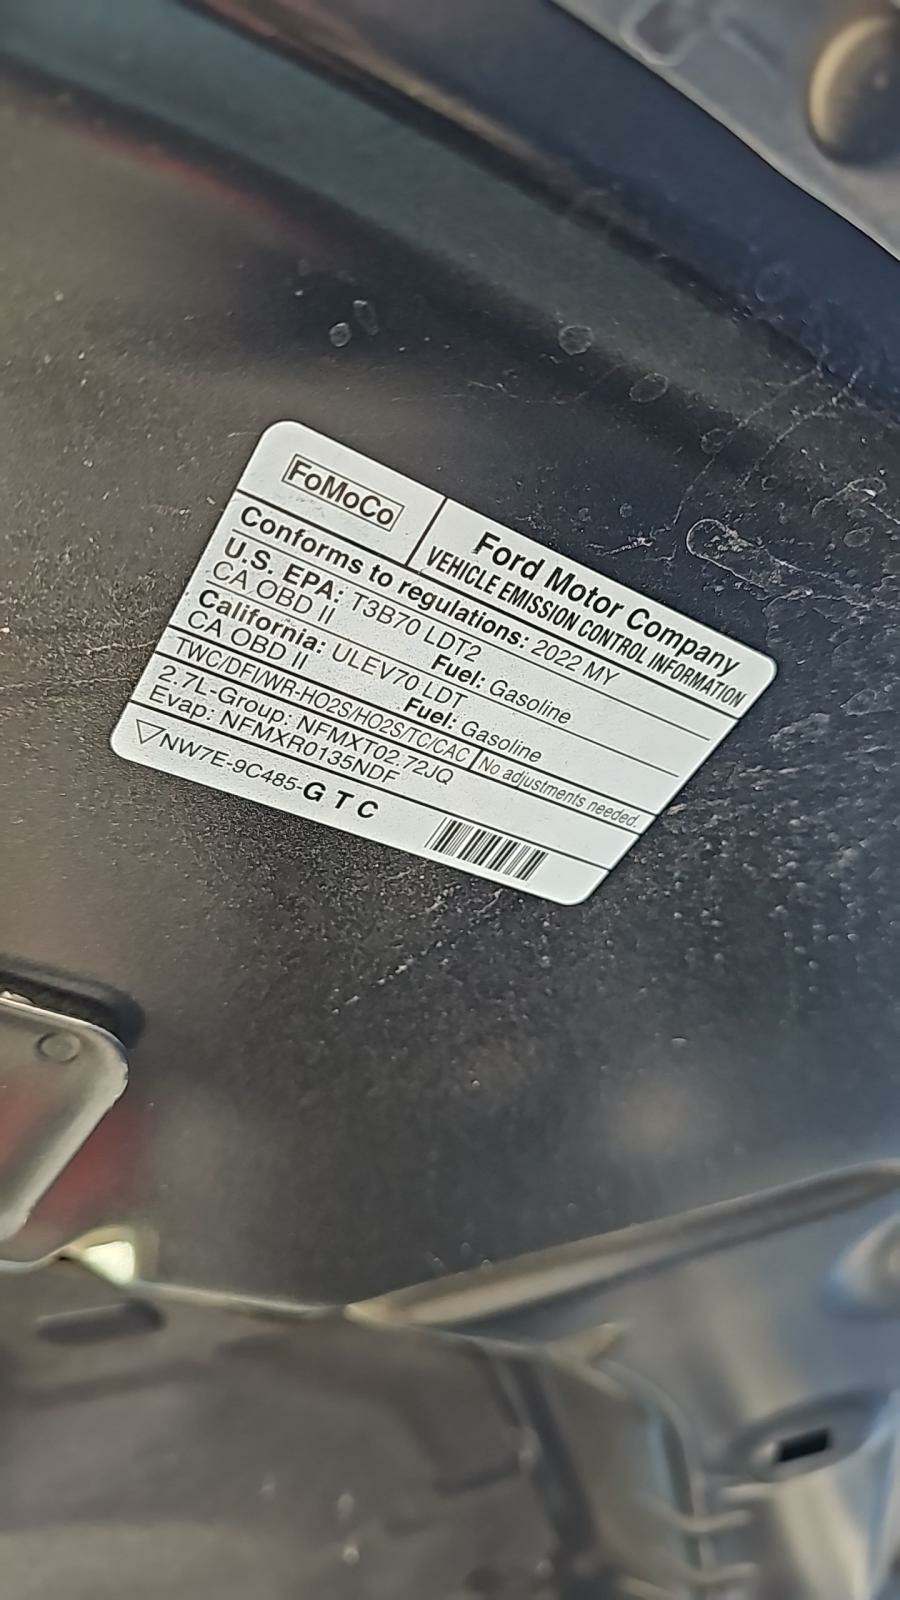 FoMoCo
Ford Motor Company
VEHICLE EMISSION CONTROL INFORMATION
Conforms to regulations: 2022 MY
U.S. EPA: T3B70 LDT2
CA OBD II Fuel: Gasoline
California: ULEV70 LDT
CA OBD II Fuel: Gasoline
TWC/DFI/WR-HO2S/HO2S/TC/CAC No adjustments needed.
2.7L-Group: NFMXT02.72JQ
Evap: NFMXR0135NDF
NW7E-9C485-G T C